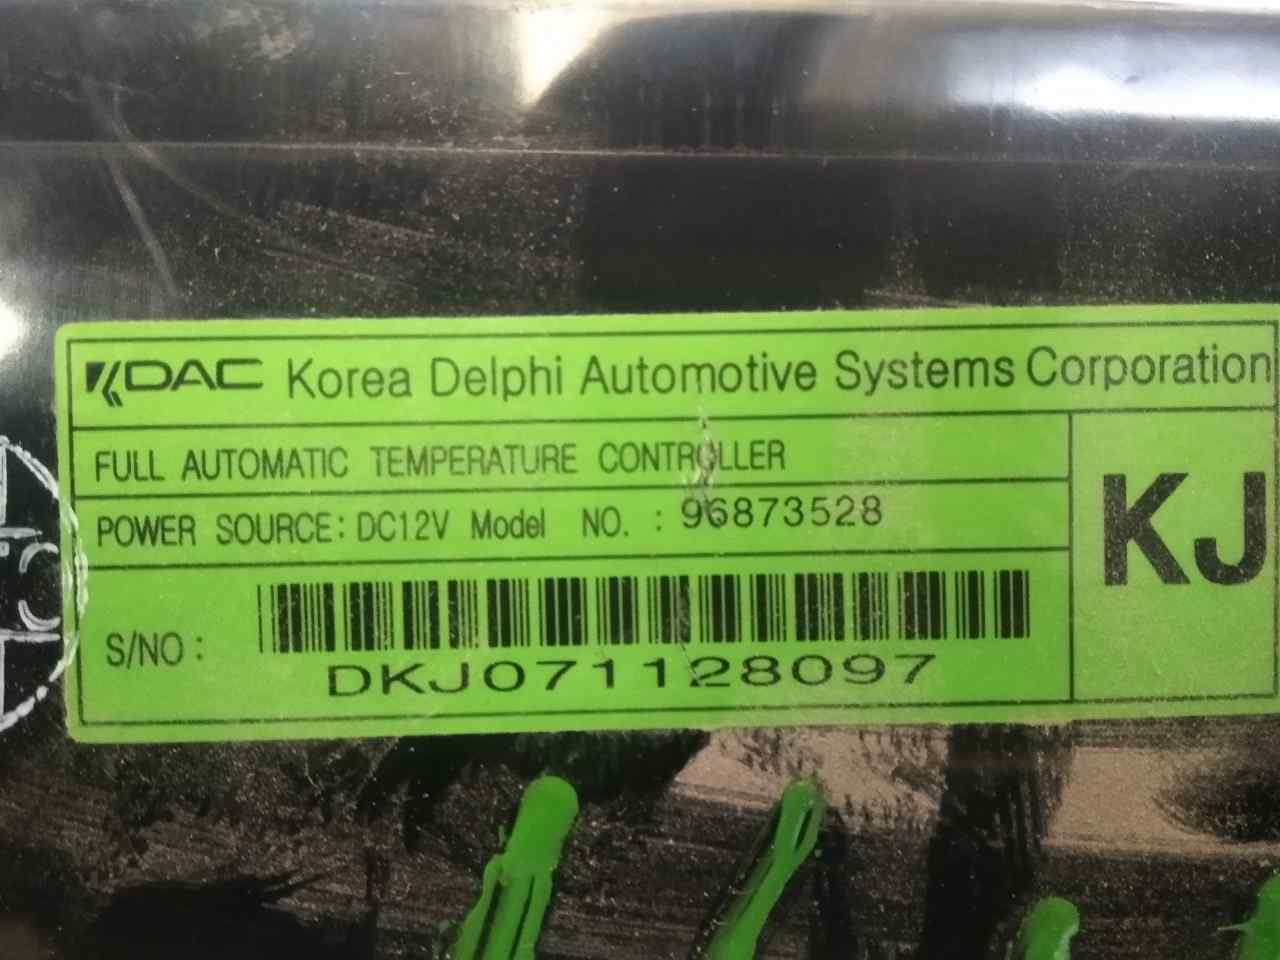 KDAC Korea Delphi Automotive Systems Corporation
FULL AUTOMATIC TEMPERATURE CONTROLLER
POWER SOURCE: DC12V Model NO. : 96873528
KJ
S/NO :
DKJ071128097